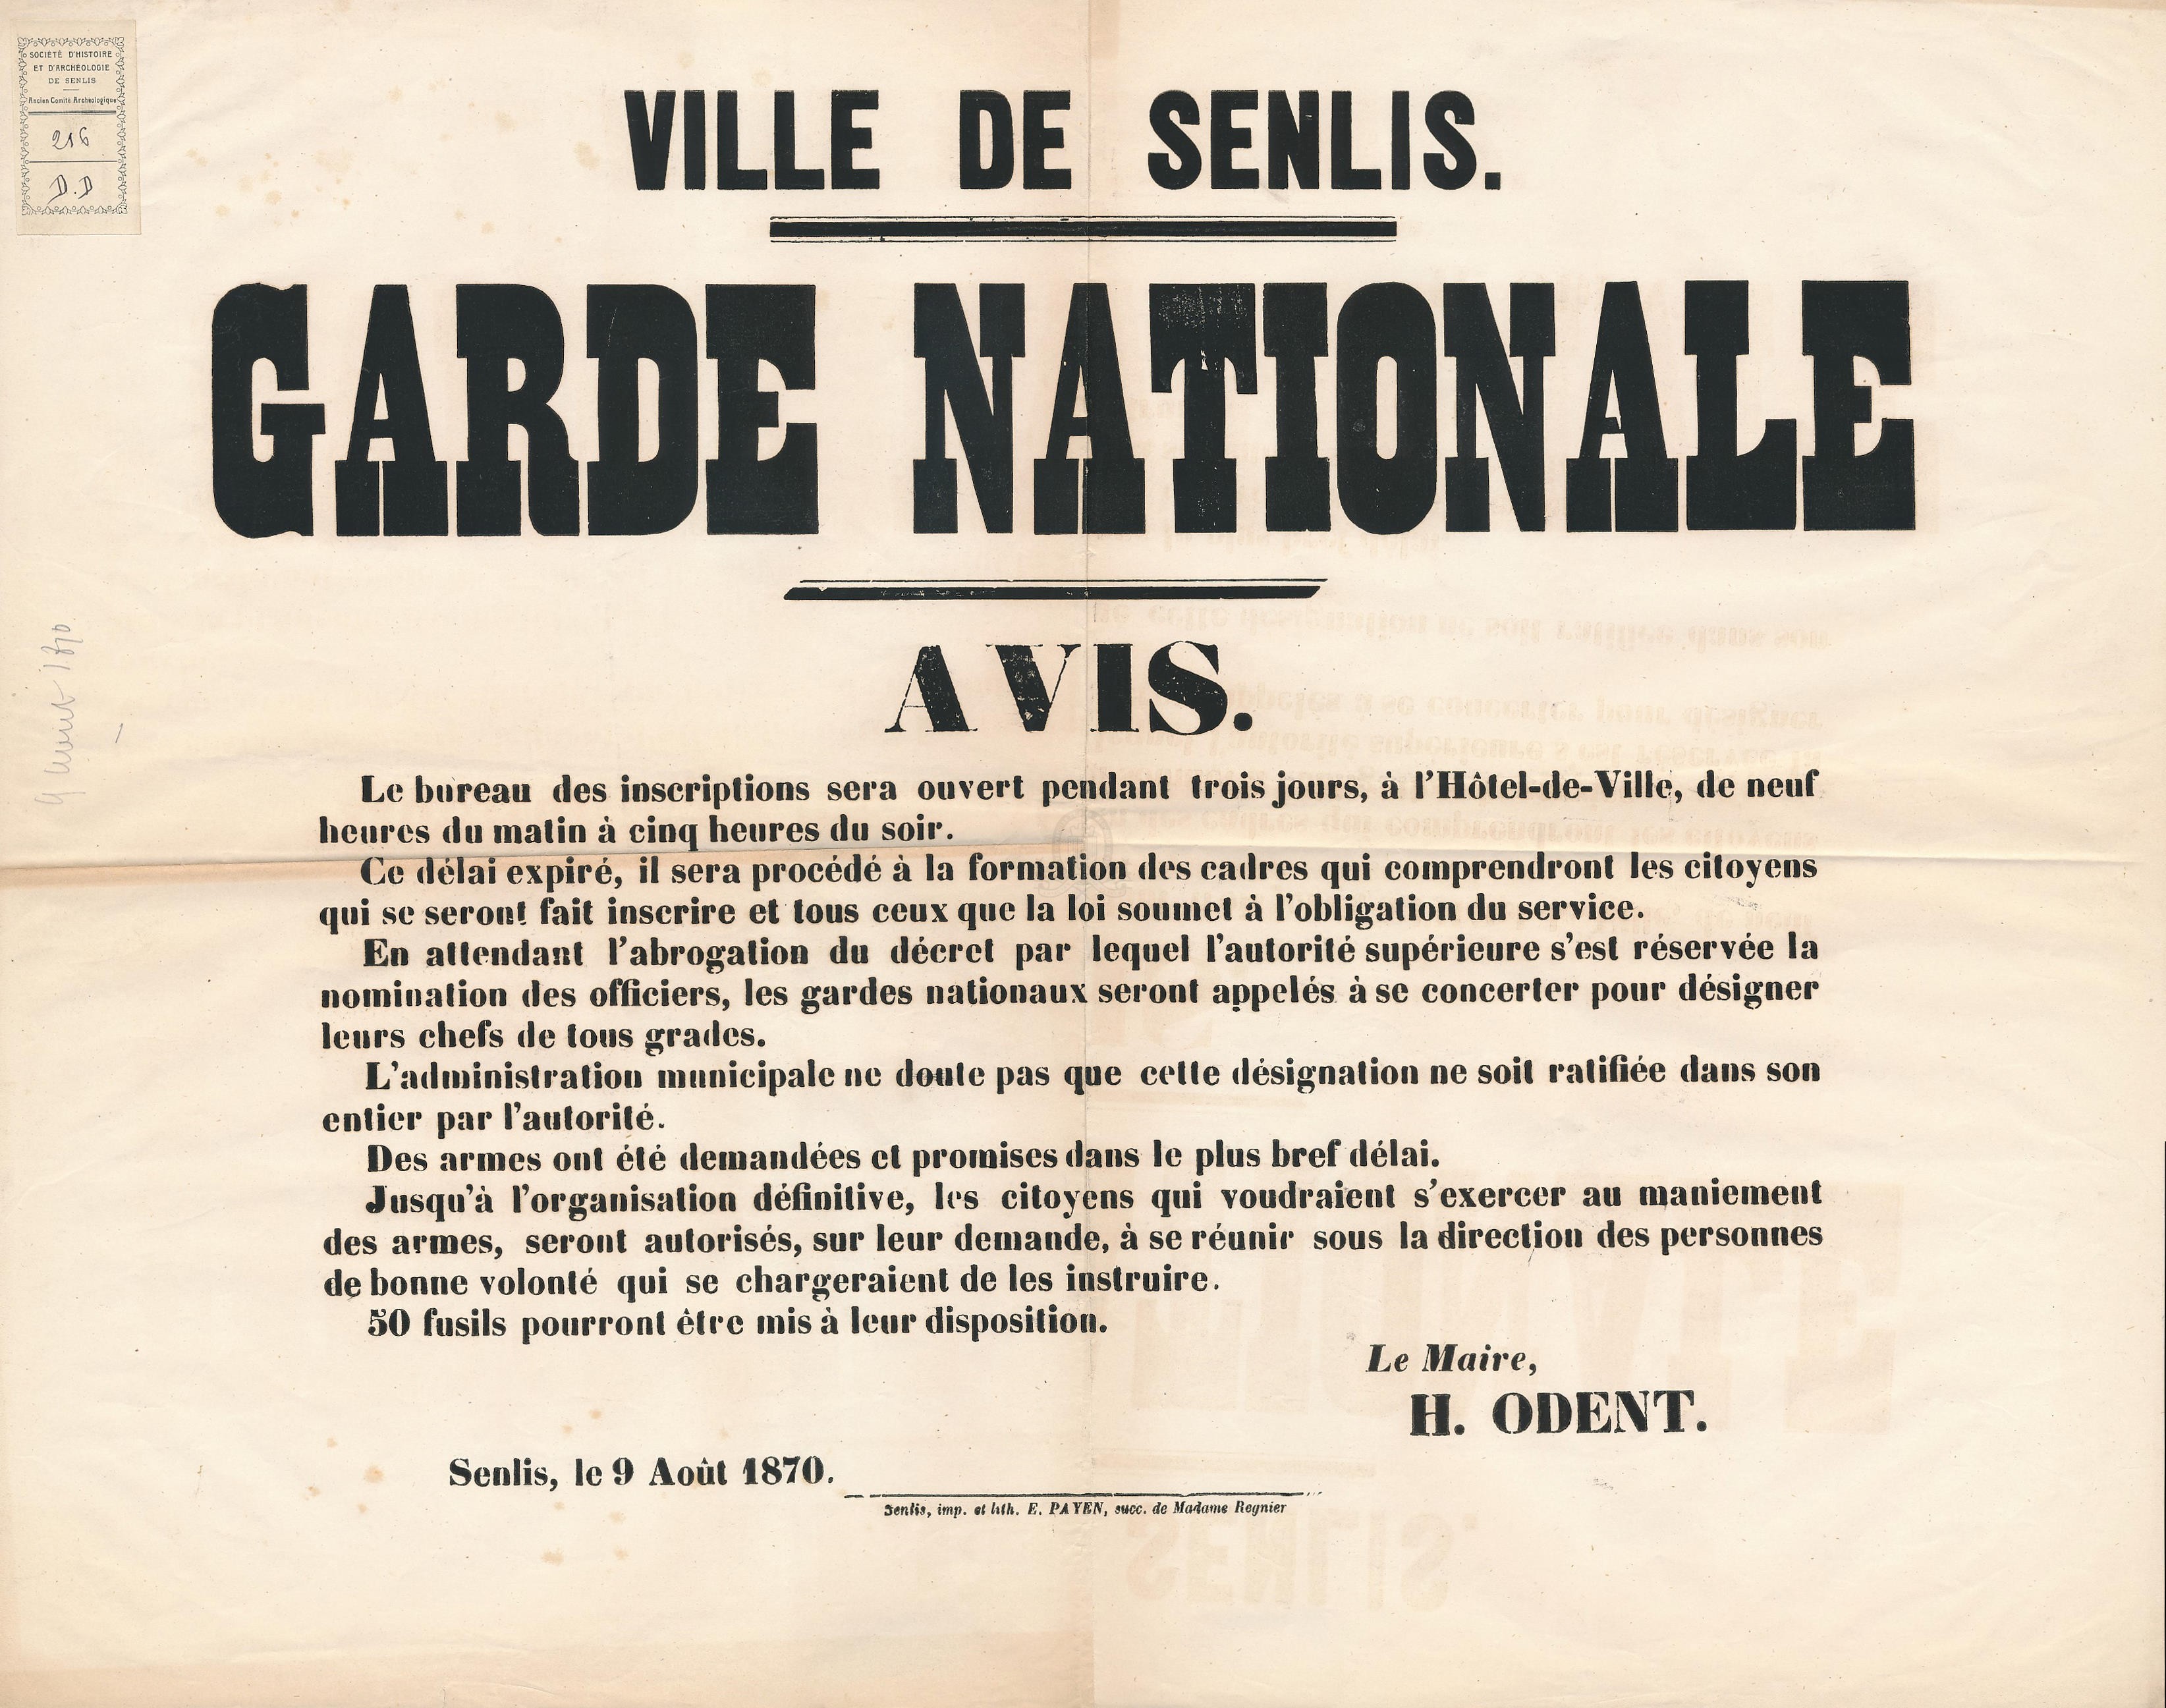 SOCIÉTÉ D'HISTOIRE
ET D'ARCHÉOLOGIE
DE SENLIS
Ancien Comité Archéologique
216
D.D
VILLE DE SENLIS.
GARDE NATIONALE
AVIS.
Le bureau des inscriptions sera ouvert pendant trois jours, à l'Hôtel-de-Ville, de neuf
heures du matin à cinq heures du soir.
Ce délai expiré, il sera procédé à la formation des cadres qui comprendront les citoyens
qui se seront fait inscrire et tous ceux que la loi soumet à l'obligation du service.
En attendant l'abrogation du décret par lequel l'autorité supérieure s'est réservée la
nomination des officiers, les gardes nationaux seront appelés à se concerter pour désigner
leurs chefs de tous grades.
L'administration municipale ne doute pas que cette désignation ne soit ratifiée dans son
entier par l'autorité.
Des armes ont été demandées et promises dans le plus bref délai.
Jusqu'à l'organisation définitive, les citoyens qui voudraient s'exercer au maniement
des armes, seront autorisés, sur leur demande, à se réunir sous la direction des personnes
de bonne volonté qui se chargeraient de les instruire.
50 fusils pourront être mis à leur disposition.
Le Maire,
H. ODENT.
Senlis, le 9 Août 1870.
Senlis, imp. et lith. E. PAYEN, succ. de Madame Regnier
9 août 1870